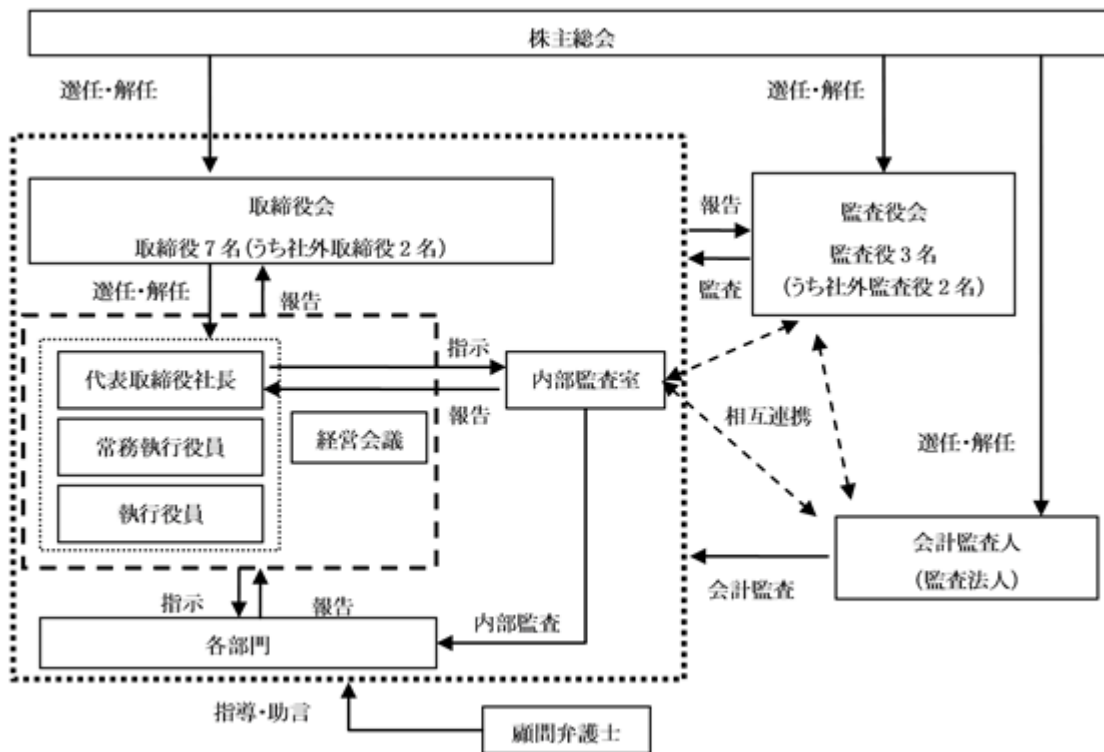 株主総会
選任・解任
選任・解任
取締役会
取締役7名(うち社外取締役2名)
報告
監査
監査役会
監査役3名
(うち社外監査役2名)
選任・解任
報告
代表取締役社長
常務執行役員
執行役員
経営会議
指示
報告
内部監査室
相互連携
選任・解任
会計監査人
(監査法人)
会計監査
指示
報告
内部監査
各部門
指導・助言
顧問弁護士